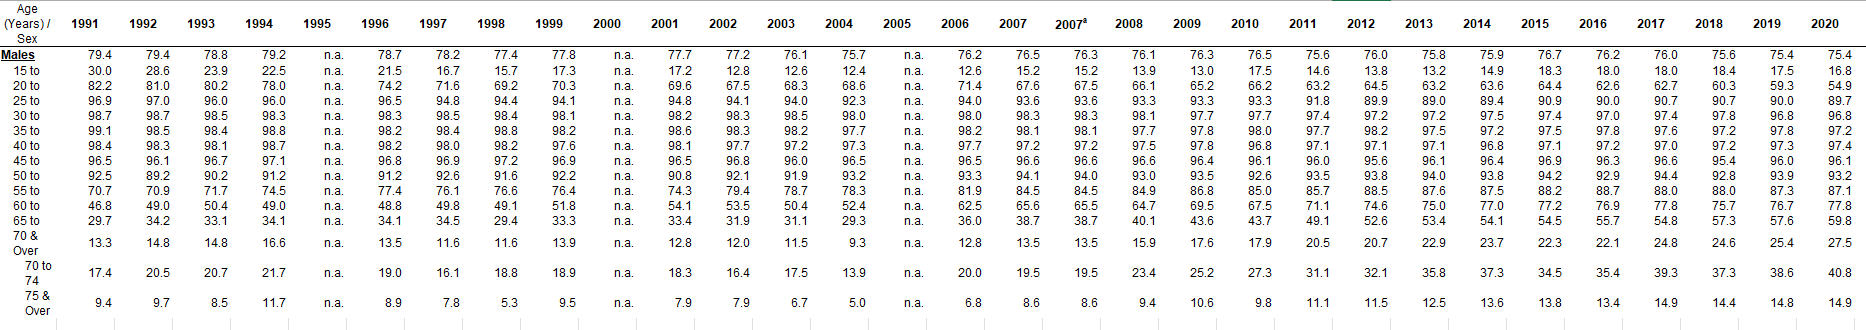 Age
(Years) / 1991 1992 1993 1994 1995 1996 1997 1998 1999 2000 2001 2002 2003 2004 2005 2006 2007 2007ª 2008 2009 2010 2011 2012 2013 2014 2015 2016 2017 2018 2019 2020
Sex
Males 79.4 79.4 78.8 79.2 n.a. 78.7 78.2 77.4 77.8 n.a. 77.7 77.2 76.1 75.7 n.a. 76.2 76.5 76.3 76.1 76.3 76.5 75.6 76.0 75.8 75.9 76.7 76.2 76.0 75.6 75.4 75.4
15 to 30.0 28.6 23.9 22.5 n.a. 21.5 16.7 15.7 17.3 n.a. 17.2 12.8 12.6 12.4 n.a. 12.6 15.2 15.2 13.9 13.0 17.5 14.6 13.8 13.2 14.9 18.3 18.0 18.0 18.4 17.5 16.8
20 to 82.2 81.0 80.2 78.0 n.a. 74.2 71.6 69.2 70.3 n.a. 69.6 67.5 68.3 68.6 n.a. 71.4 67.6 67.5 66.1 65.2 66.2 63.2 64.5 63.2 63.6 64.4 62.6 62.7 60.3 59.3 54.9
25 to 96.9 97.0 96.0 96.0 n.a. 96.5 94.8 94.4 94.1 n.a. 94.8 94.1 94.0 92.3 n.a. 94.0 93.6 93.6 93.3 93.3 93.3 91.8 89.9 89.0 89.4 90.9 90.0 90.7 90.7 90.0 89.7
30 to 98.7 98.7 98.5 98.3 n.a. 98.3 98.5 98.4 98.1 n.a. 98.2 98.3 98.5 98.0 n.a. 98.0 98.3 98.3 98.1 97.7 97.7 97.4 97.2 97.2 97.5 97.4 97.0 97.4 97.8 96.8 96.8
35 to 99.1 98.5 98.4 98.8 n.a. 98.2 98.4 98.8 98.2 n.a. 98.6 98.3 98.2 97.7 n.a. 98.2 98.1 98.1 97.7 97.8 98.0 97.7 98.2 97.5 97.2 97.5 97.8 97.6 97.2 97.8 97.2
40 to 98.4 98.3 98.1 98.7 n.a. 98.2 98.0 98.2 97.6 n.a. 98.1 97.7 97.2 97.3 n.a. 97.7 97.2 97.2 97.5 97.8 96.8 97.1 97.1 97.1 96.8 97.1 97.2 97.0 97.2 97.3 97.4
45 to 96.5 96.1 96.7 97.1 n.a. 96.8 96.9 97.2 96.9 n.a. 96.5 96.8 96.0 96.5 n.a. 96.5 96.6 96.6 96.6 96.4 96.1 96.0 95.6 96.1 96.4 96.9 96.3 96.6 95.4 96.0 96.1
50 to 92.5 89.2 90.2 91.2 n.a. 91.2 92.6 91.6 92.2 n.a. 90.8 92.1 91.9 93.2 n.a. 93.3 94.1 94.0 93.0 93.5 92.6 93.5 93.8 94.0 93.8 94.2 92.9 94.4 92.8 93.9 93.2
55 to 70.7 70.9 71.7 74.5 n.a. 77.4 76.1 76.6 76.4 n.a. 74.3 79.4 78.7 78.3 n.a. 81.9 84.5 84.5 84.9 86.8 85.0 85.7 88.5 87.6 87.5 88.2 88.7 88.0 88.0 87.3 87.1
60 to 46.8 49.0 50.4 49.0 n.a. 48.8 49.8 49.1 51.8 n.a. 54.1 53.5 50.4 52.4 n.a. 62.5 65.6 65.5 64.7 69.5 67.5 71.1 74.6 75.0 77.0 77.2 76.9 77.8 75.7 76.7 77.8
65 to 29.7 34.2 33.1 34.1 n.a. 34.1 34.5 29.4 33.3 n.a. 33.4 31.9 31.1 29.3 n.a. 36.0 38.7 38.7 40.1 43.6 43.7 49.1 52.6 53.4 54.1 54.5 55.7 54.8 57.3 57.6 59.8
70 &
Over 13.3 14.8 14.8 16.6 n.a. 13.5 11.6 11.6 13.9 n.a. 12.8 12.0 11.5 9.3 n.a. 12.8 13.5 13.5 15.9 17.6 17.9 20.5 20.7 22.9 23.7 22.3 22.1 24.8 24.6 25.4 27.5
70 to
74 17.4 20.5 20.7 21.7 n.a. 19.0 16.1 18.8 18.9 n.a. 18.3 16.4 17.5 13.9 n.a. 20.0 19.5 19.5 23.4 25.2 27.3 31.1 32.1 35.8 37.3 34.5 35.4 39.3 37.3 38.6 40.8
75 &
Over 9.4 9.7 8.5 11.7 n.a. 8.9 7.8 5.3 9.5 n.a. 7.9 7.9 6.7 5.0 n.a. 6.8 8.6 8.6 9.4 10.6 9.8 11.1 11.5 12.5 13.6 13.8 13.4 14.9 14.4 14.8 14.9